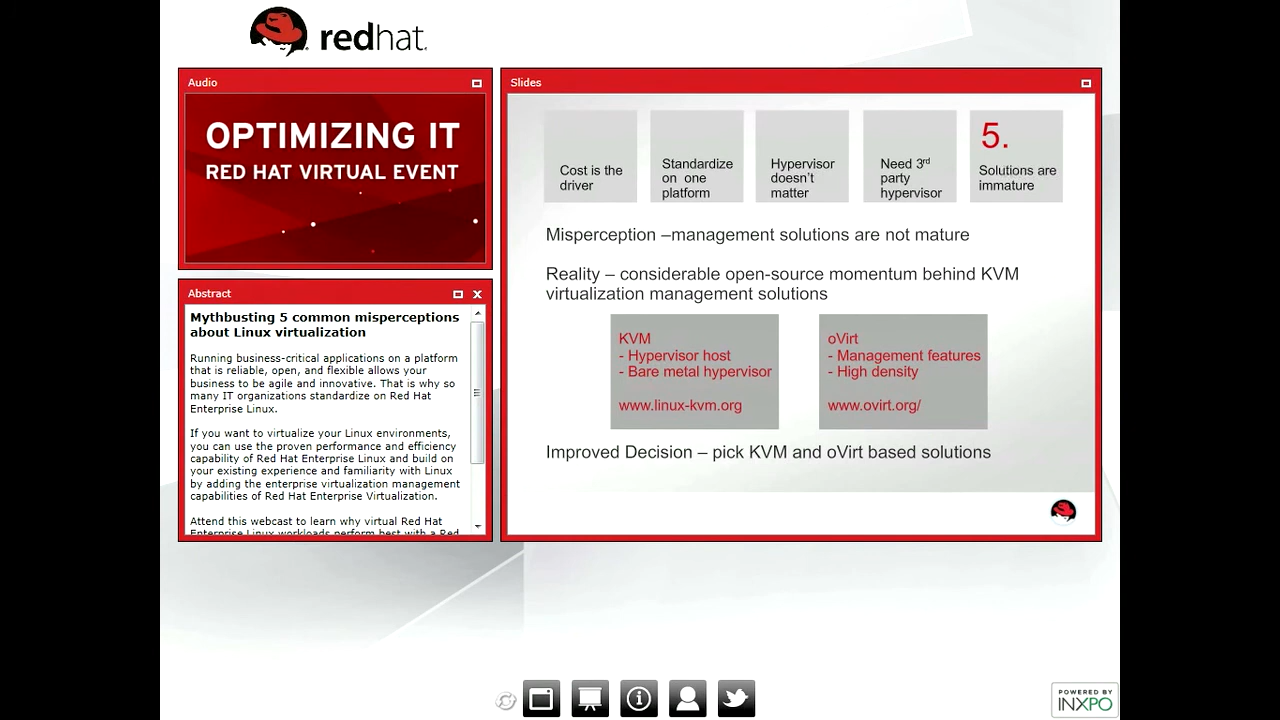 redhat.
Audio
OPTIMIZING IT
RED HAT VIRTUAL EVENT
Abstract
Mythbusting 5 common misperceptions
about Linux virtualization
Running business-critical applications on a platform
that is reliable, open, and flexible allows your
business to be agile and innovative. That is why so
many IT organizations standardize on Red Hat
Enterprise Linux.
If you want to virtualize your Linux environments,
you can use the proven performance and efficiency
capability of Red Hat Enterprise Linux and build on
your existing experience and familiarity with Linux
by adding the enterprise virtualization management
capabilities of Red Hat Enterprise Virtualization.
Attend this webcast to learn why virtual Red Hat
Enterprise Linux workloads perform best with a Red
Slides
Cost is the
driver
Standardize
on one
platform
Hypervisor
doesn't
matter
Need 3rd
party
hypervisor
5.
Solutions are
immature
Misperception –management solutions are not mature
Reality – considerable open-source momentum behind KVM
virtualization management solutions
KVM
- Hypervisor host
- Bare metal hypervisor
www.linux-kvm.org
oVirt
- Management features
- High density
www.ovirt.org/
Improved Decision – pick KVM and oVirt based solutions
POWERED BY
INXPO